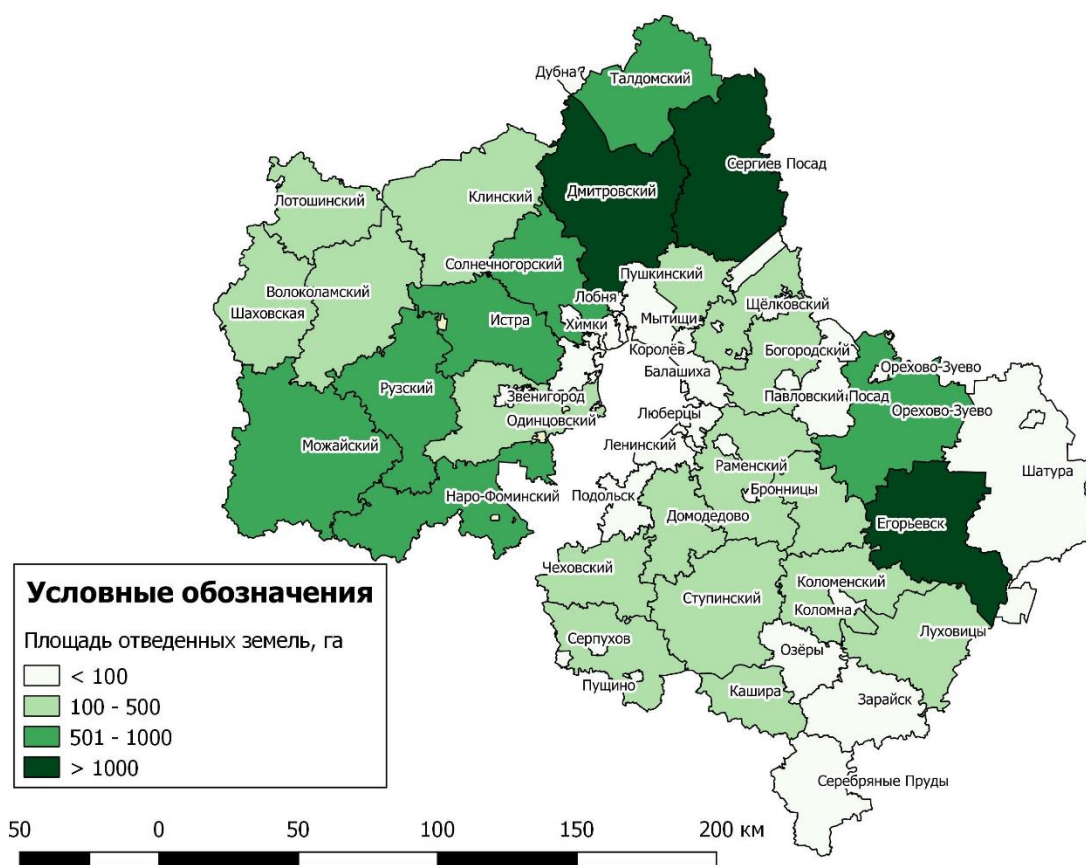 Дубна
Талдомский
Сергиев Посад
Дмитровский
Клинский
Лотошинский
Солнечногорский
Пушкинский
Волоколамский
Шаховская
Лобня
Щёлковский
Истра
Химки
Мытищи
Королёв
Богородский
Балашиха
Орехово-Зуево
Рузский
Звенигород
Павловский Посад
Одинцовский
Люберцы
Орехово-Зуево
Можайский
Ленинский
Раменский
Шатура
Наро-Фоминский
Подольск
Бронницы
Домодедово
Егорьевск
Чеховский
Коломенский
Ступинский
Коломна
Серпухов
Озёры
Луховицы
Пущино
Кашира
Зарайск
Серебряные Пруды
Условные обозначения
Площадь отведенных земель, га
< 100
100 - 500
501 - 1000
> 1000
50 0 50 100 150 200 км